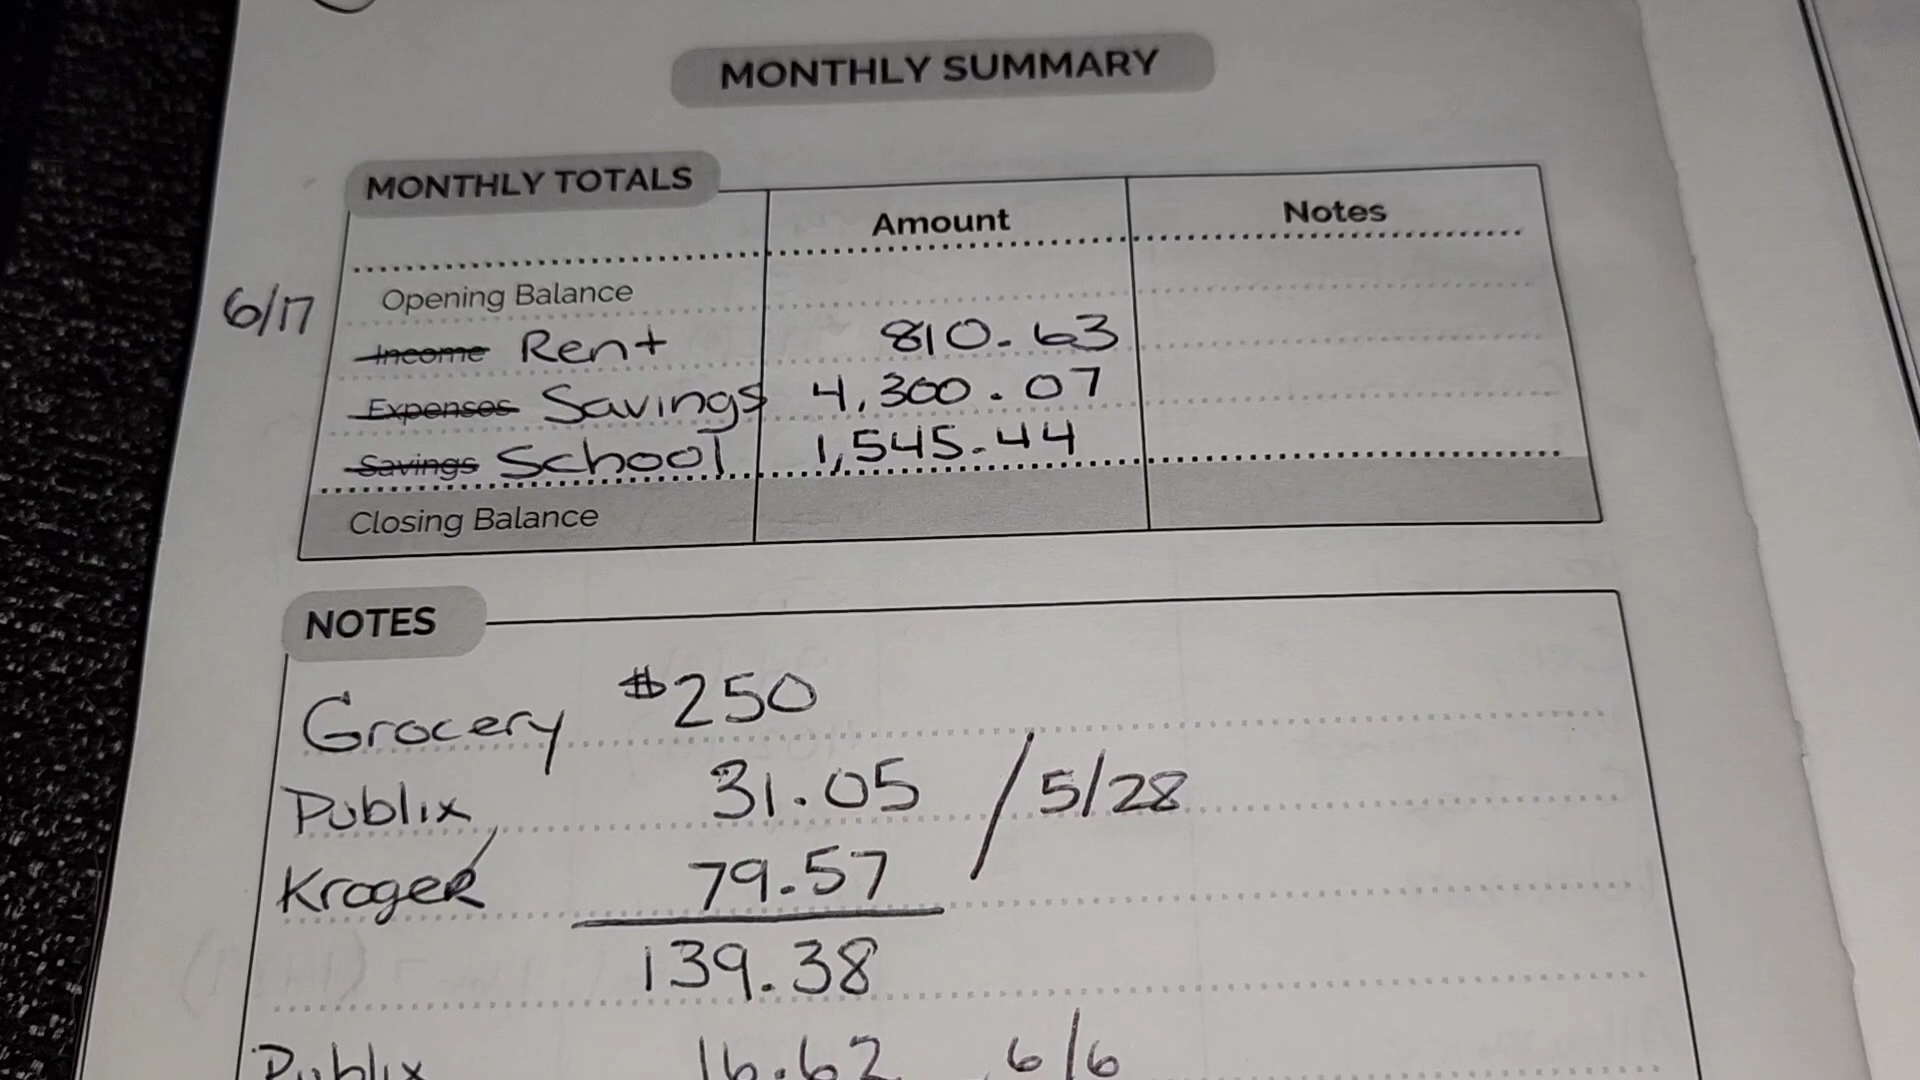 MONTHLY SUMMARY
MONTHLY TOTALS
Amount Notes
6/17 Opening Balance
Income Rent 810.63
Expenses Savings 4,300.07
Savings School 1,545.44
Closing Balance
NOTES
Grocery $250
Publix 31.05 / 5/28
Kroger 79.57
139.38
Publix 16.62 6/6